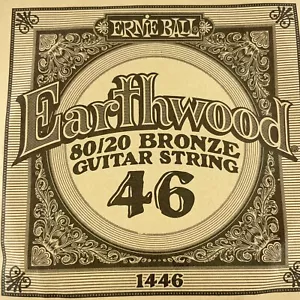 ERNIE BALL
Earthwood
80/20 BRONZE
GUITAR STRING
46
1446